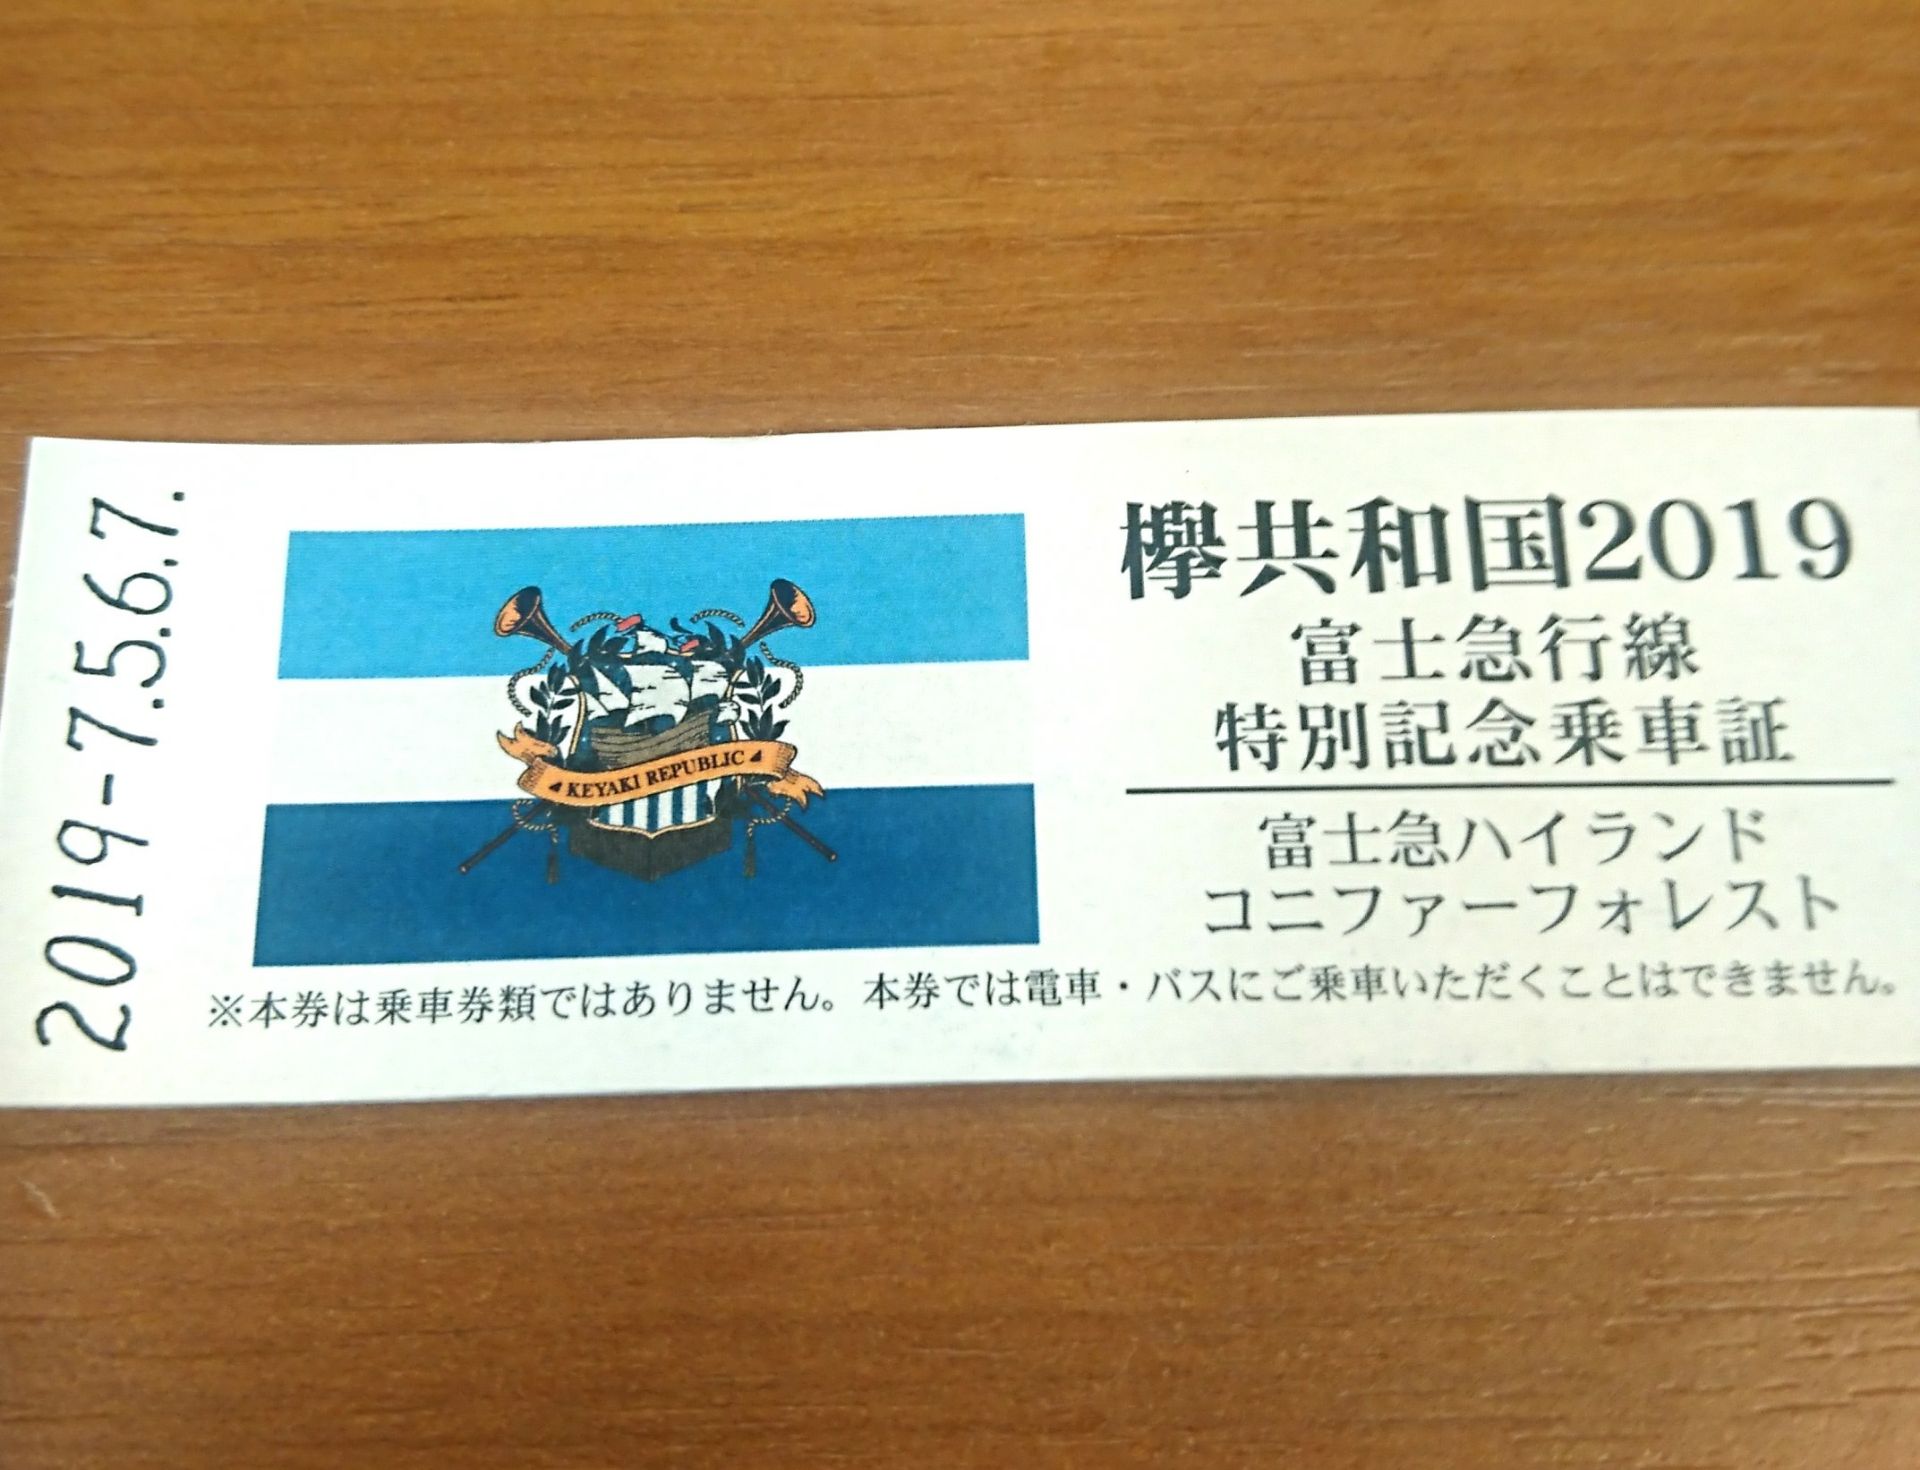 2019-7.5.6.7.
KEYAKI REPUBLIC
欅共和国2019
富士急行線
特別記念乗車証
富士急ハイランド
コニファーフォレスト
※本券は乗車券類ではありません。本券では電車・バスにご乗車いただくことはできません。